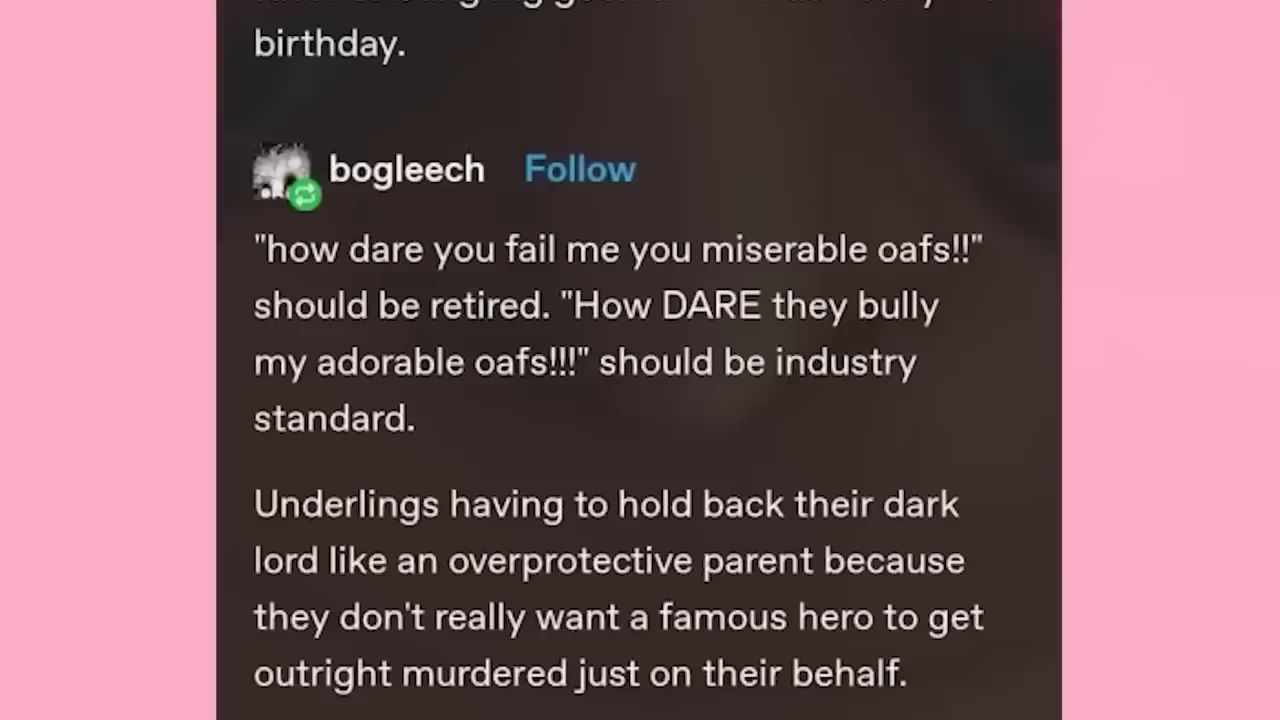 birthday.
bogleech Follow
"how dare you fail me you miserable oafs!!"
should be retired. "How DARE they bully
my adorable oafs!!!" should be industry
standard.
Underlings having to hold back their dark
lord like an overprotective parent because
they don't really want a famous hero to get
outright murdered just on their behalf.